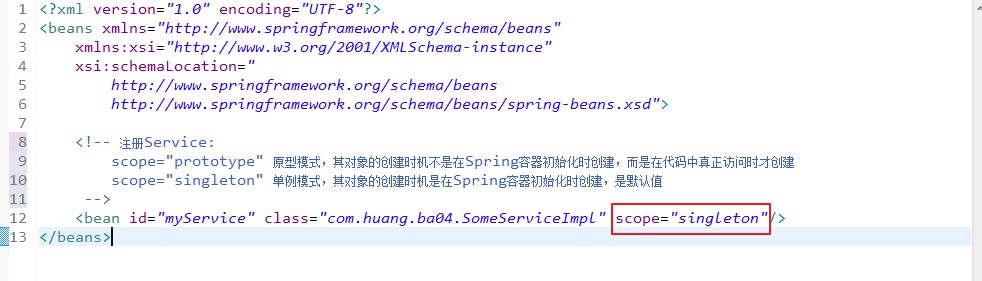 1 <?xml version="1.0" encoding="UTF-8"?>
2 <beans xmlns="http://www.springframework.org/schema/beans"
3 xmlns:xsi="http://www.w3.org/2001/XMLSchema-instance"
4 xsi:schemaLocation="
5 http://www.springframework.org/schema/beans
6 http://www.springframework.org/schema/beans/spring-beans.xsd">
7
8 <!-- 注册Service:
9 scope="prototype" 原型模式，其对象的创建时机不是在Spring容器初始化时创建，而是在代码中真正访问时才创建
10 scope="singleton" 单例模式，其对象的创建时机是在Spring容器初始化时创建，是默认值
11 -->
12 <bean id="myService" class="com.huang.ba04.SomeServiceImpl" scope="singleton"/>
13 </beans>